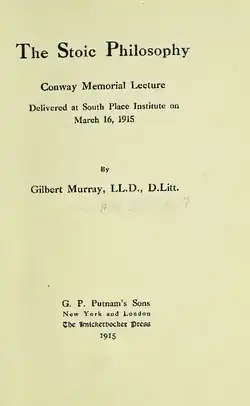 The Stoic Philosophy
Conway Memorial Lecture
Delivered at South Place Institute on
March 16, 1915
By
Gilbert Murray, LL.D., D.Litt.
G. P. Putnam's Sons
New York and London
The Knickerbocker Press
1915